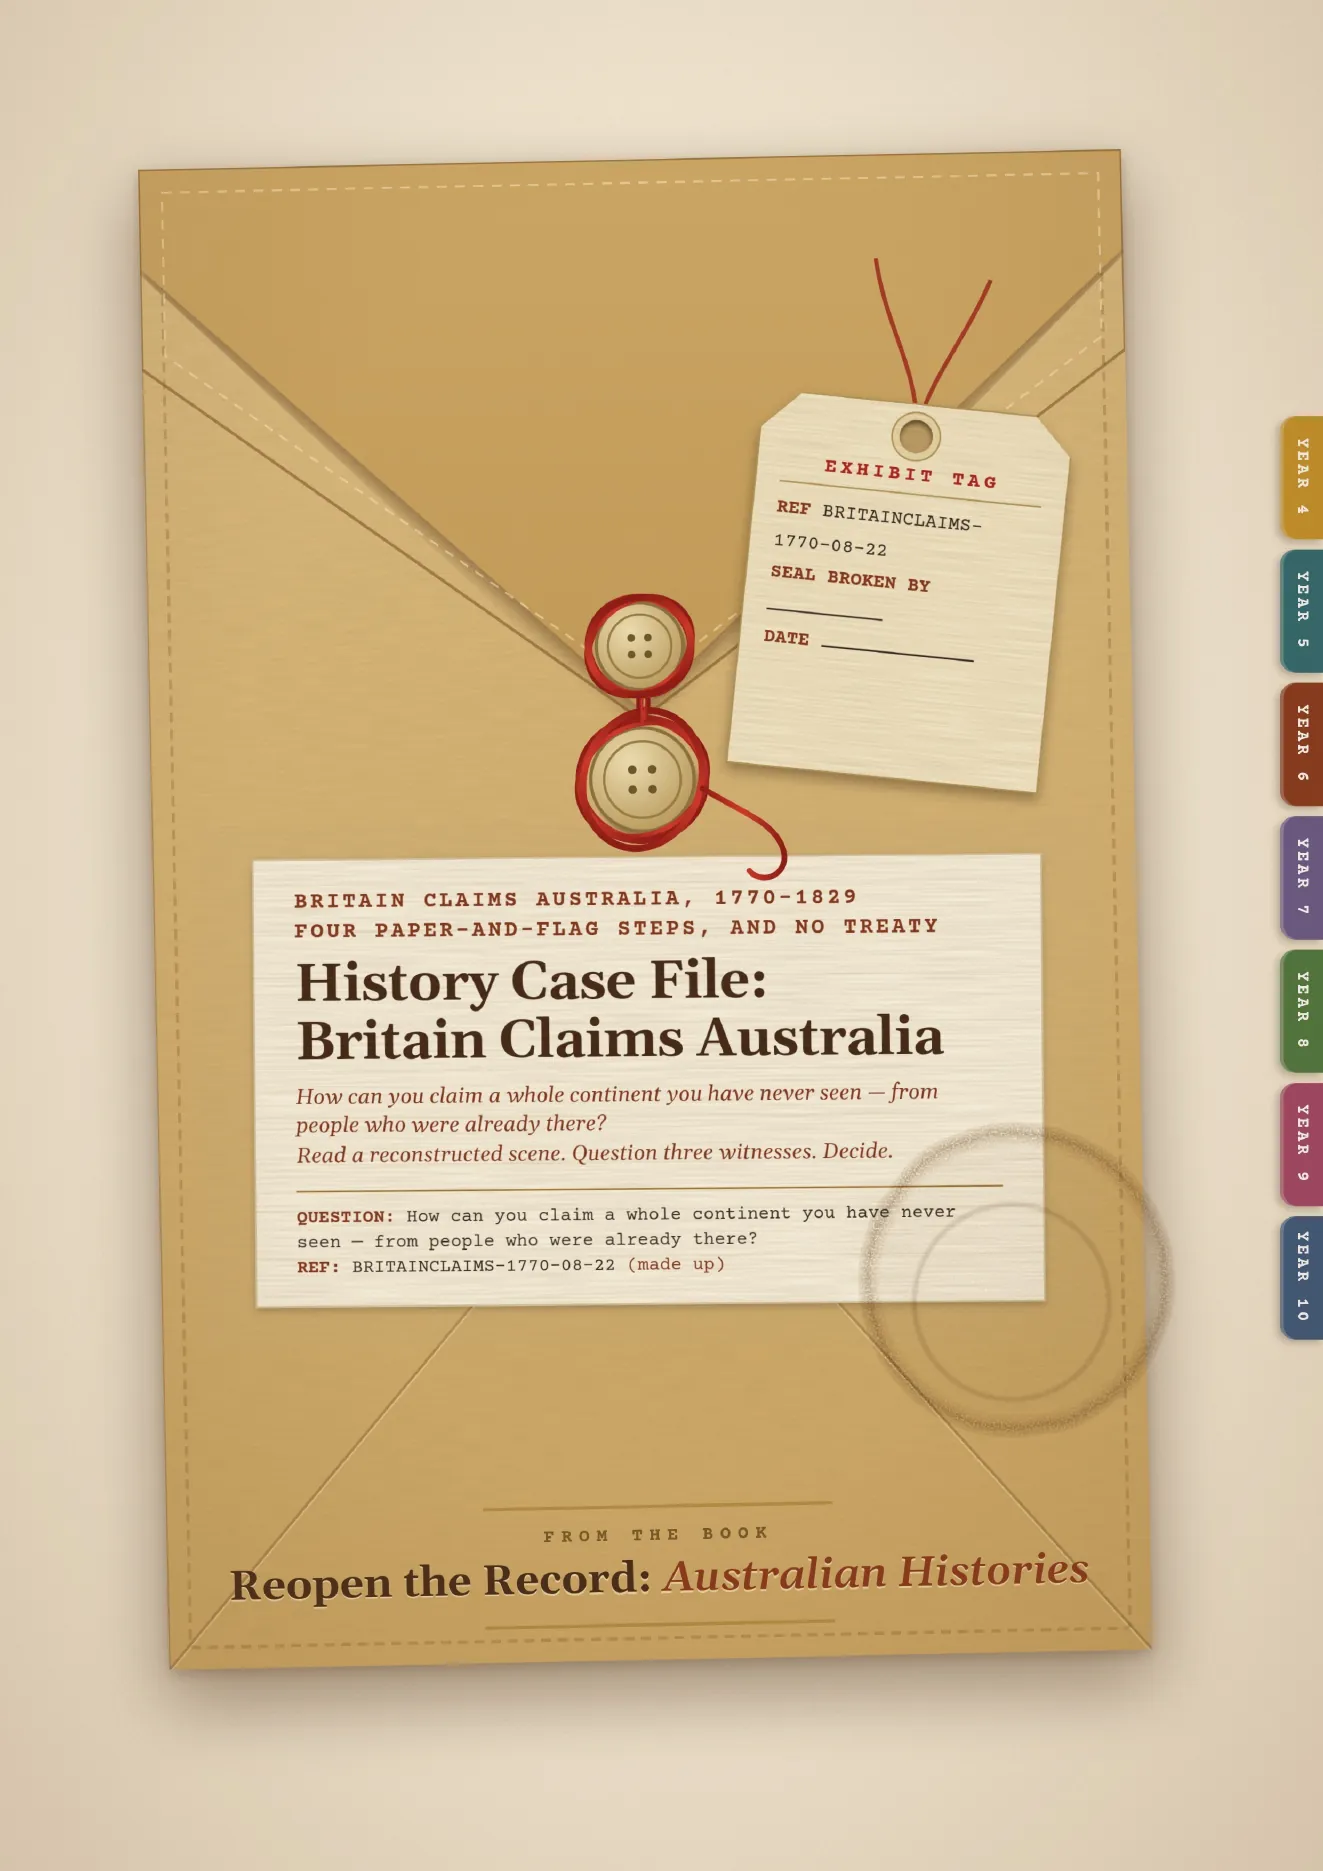 EXHIBIT TAG
REF BRITAINCLAIMS-
1770-08-22
SEAL BROKEN BY
DATE
BRITAIN CLAIMS AUSTRALIA, 1770-1829
FOUR PAPER-AND-FLAG STEPS, AND NO TREATY
History Case File:
Britain Claims Australia
How can you claim a whole continent you have never seen — from
people who were already there?
Read a reconstructed scene. Question three witnesses. Decide.
QUESTION: How can you claim a whole continent you have never
seen — from people who were already there?
REF: BRITAINCLAIMS-1770-08-22 (made up)
FROM THE BOOK
Reopen the Record: Australian Histories
YEAR 4
YEAR 5
YEAR 6
YEAR 7
YEAR 8
YEAR 9
YEAR 10